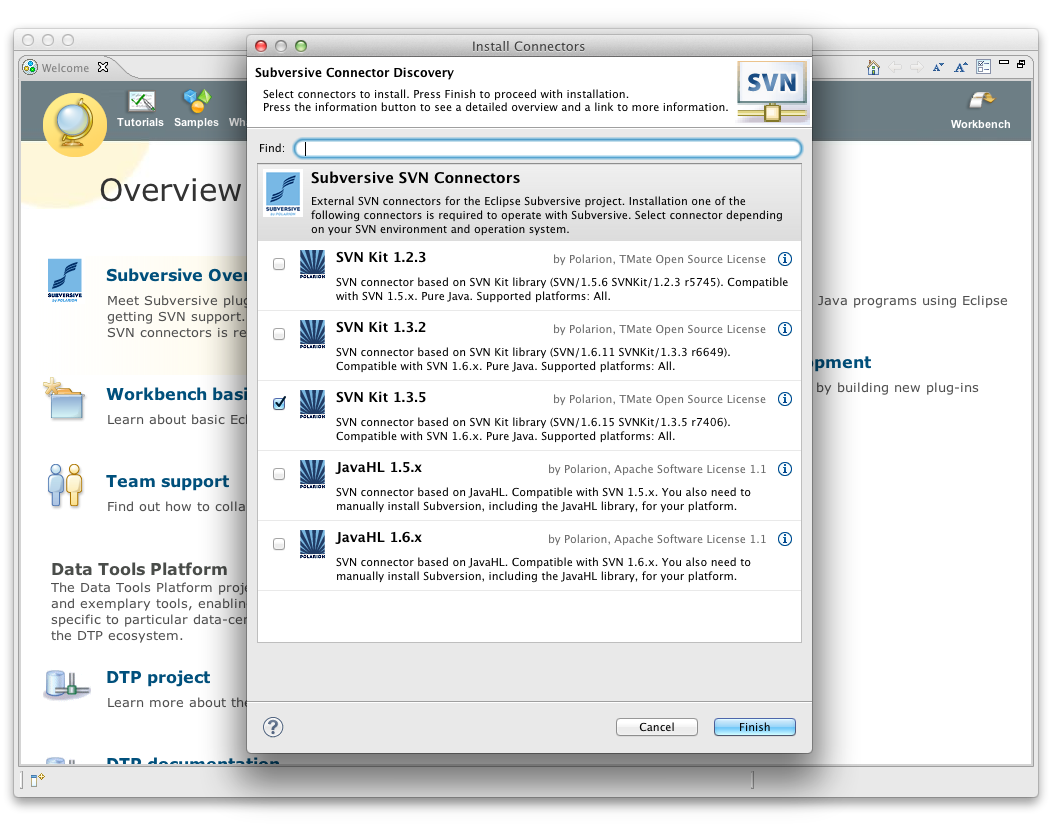 Install Connectors
Welcome
Subversive Connector Discovery
Select connectors to install. Press Finish to proceed with installation.
Press the information button to see a detailed overview and a link to more information.
SVN
Tutorials
Samples
Workbench
Find:
Overview
Subversive SVN Connectors
External SVN connectors for the Eclipse Subversive project. Installation one of the
following connectors is required to operate with Subversive. Select connector depending
on your SVN environment and operation system.
SUBVERSIVE
by POLARION
SVN Kit 1.2.3
by Polarion, TMate Open Source License
SVN connector based on SVN Kit library (SVN/1.5.6 SVNKit/1.2.3 r5745). Compatible
with SVN 1.5.x. Pure Java. Supported platforms: All.
POLARION
SVN Kit 1.3.2
by Polarion, TMate Open Source License
SVN connector based on SVN Kit library (SVN/1.6.11 SVNKit/1.3.3 r6649).
Compatible with SVN 1.6.x. Pure Java. Supported platforms: All.
POLARION
SVN Kit 1.3.5
by Polarion, TMate Open Source License
SVN connector based on SVN Kit library (SVN/1.6.15 SVNKit/1.3.5 r7406).
Compatible with SVN 1.6.x. Pure Java. Supported platforms: All.
POLARION
JavaHL 1.5.x
by Polarion, Apache Software License 1.1
SVN connector based on JavaHL. Compatible with SVN 1.5.x. You also need to
manually install Subversion, including the JavaHL library, for your platform.
POLARION
JavaHL 1.6.x
by Polarion, Apache Software License 1.1
SVN connector based on JavaHL. Compatible with SVN 1.6.x. You also need to
manually install Subversion, including the JavaHL library, for your platform.
POLARION
Cancel
Finish
SUBVERSIVE
by POLARION
Subversive Over
Meet Subversive plug
getting SVN support.
SVN connectors is re
Workbench basi
Learn about basic Ecl
Team support
Find out how to colla
Data Tools Platform
The Data Tools Platform proje
and exemplary tools, enablin
specific to particular data-cen
the DTP ecosystem.
DTP project
Learn more about the
DTP documentation
Java programs using Eclipse
opment
by building new plug-ins